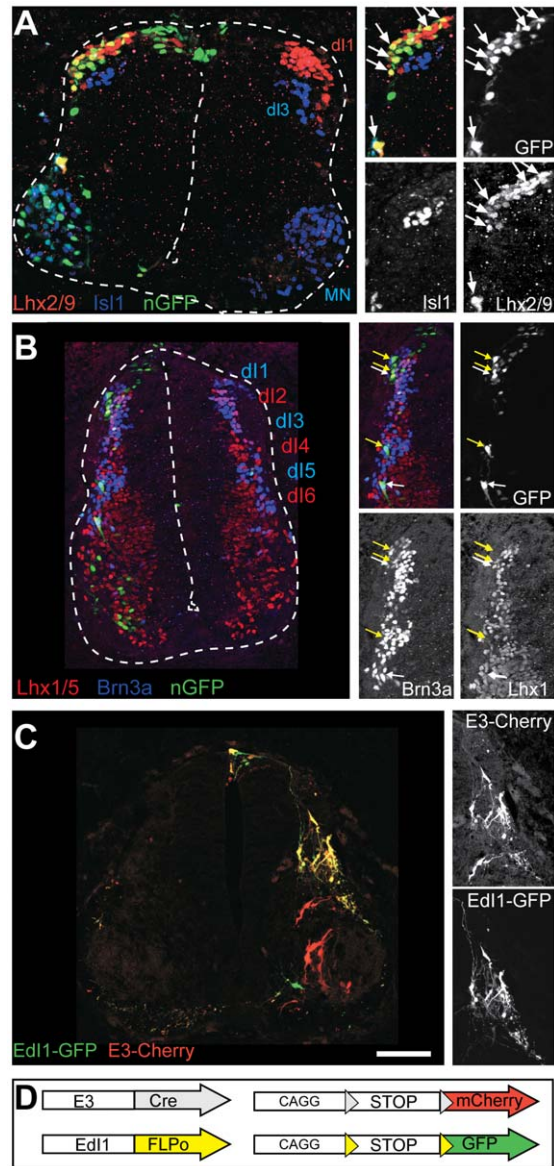 A
dI1
dI3
MN
Lhx2/9 Isl1 nGFP
GFP
Isl1
Lhx2/9
B
dI1
dI2
dI3
dI4
dI5
dI6
Lhx1/5 Brn3a nGFP
GFP
Brn3a
Lhx1
C
EdI1-GFP E3-Cherry
E3-Cherry
EdI1-GFP
D
E3 Cre CAGG STOP mCherry
EdI1 FLPo CAGG STOP GFP